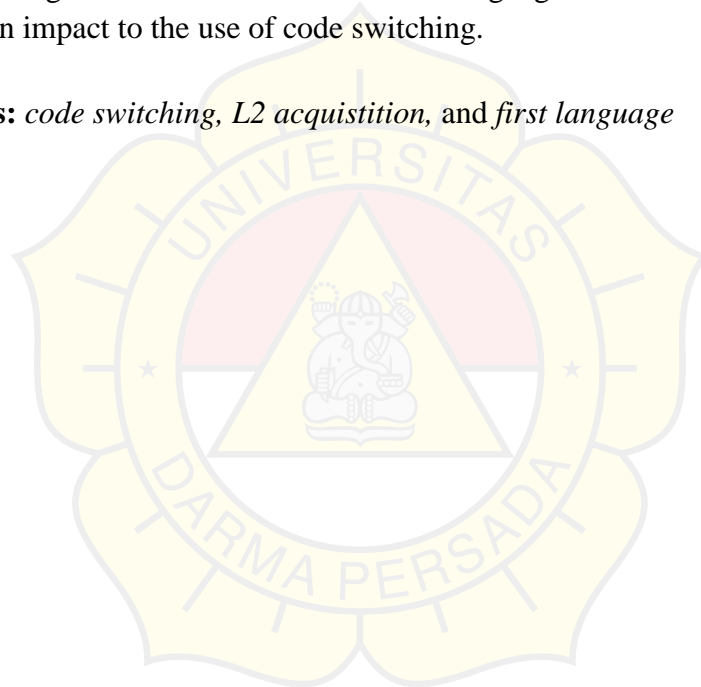 n impact to the use of code switching.
s: code switching, L2 acquistition, and first language
UNIVERSITAS
DARMA PERSADA